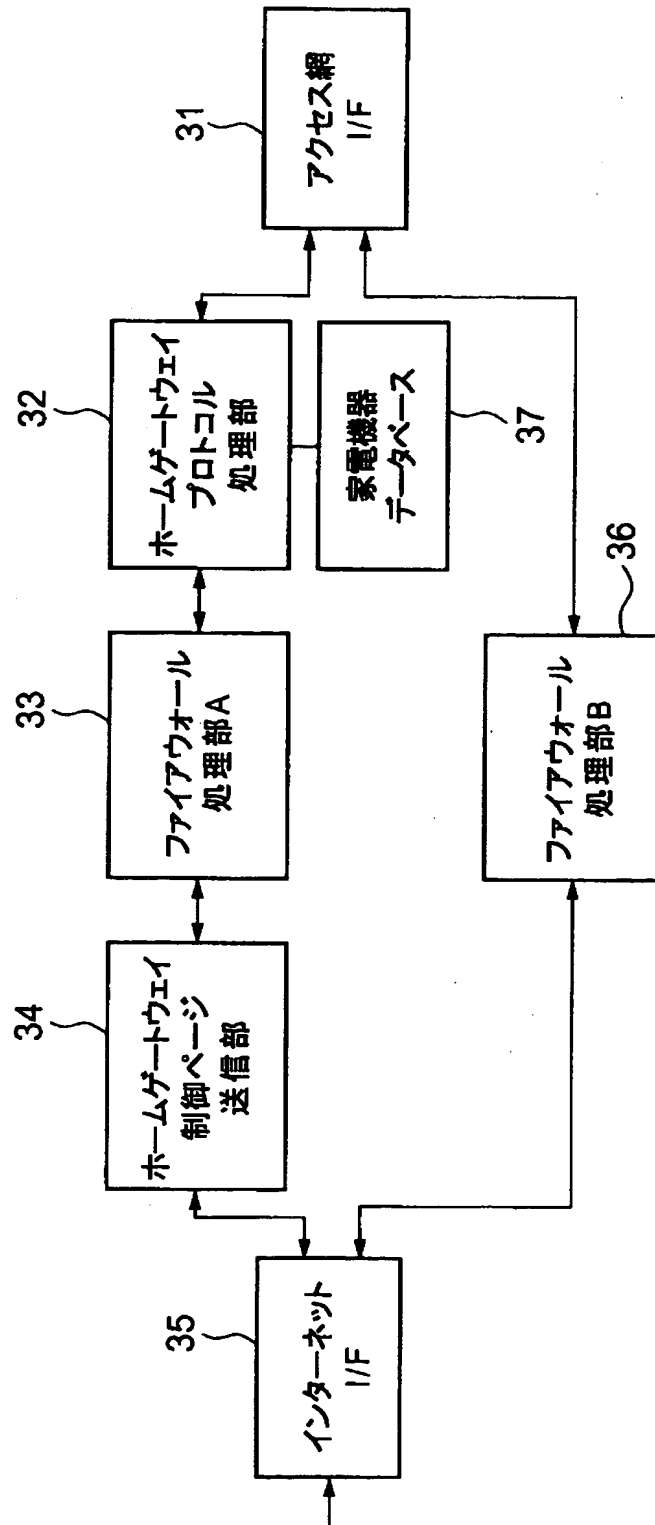 31
アクセス網
I/F
32
ホームゲートウェイ
プロトコル
処理部
家電機器
データベース
37
33
ファイアウォール
処理部A
34
ホームゲートウェイ
制御ページ
送信部
35
インターネット
I/F
36
ファイアウォール
処理部B